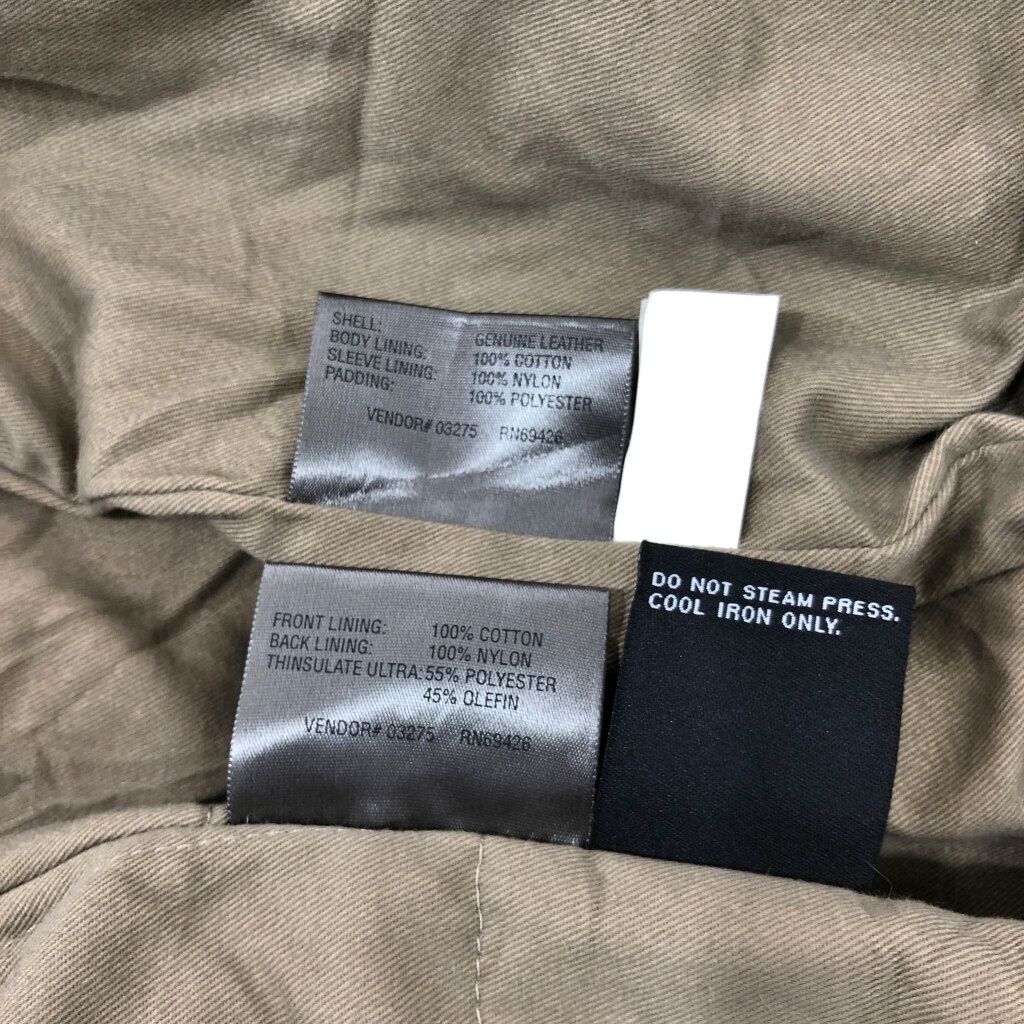 SHELL: GENUINE LEATHER
BODY LINING: 100% COTTON
SLEEVE LINING: 100% NYLON
PADDING: 100% POLYESTER
VENDOR# 03275 RN69426
FRONT LINING: 100% COTTON
BACK LINING: 100% NYLON
THINSULATE ULTRA: 55% POLYESTER
45% OLEFIN
VENDOR# 03275 RN69426
DO NOT STEAM PRESS.
COOL IRON ONLY.